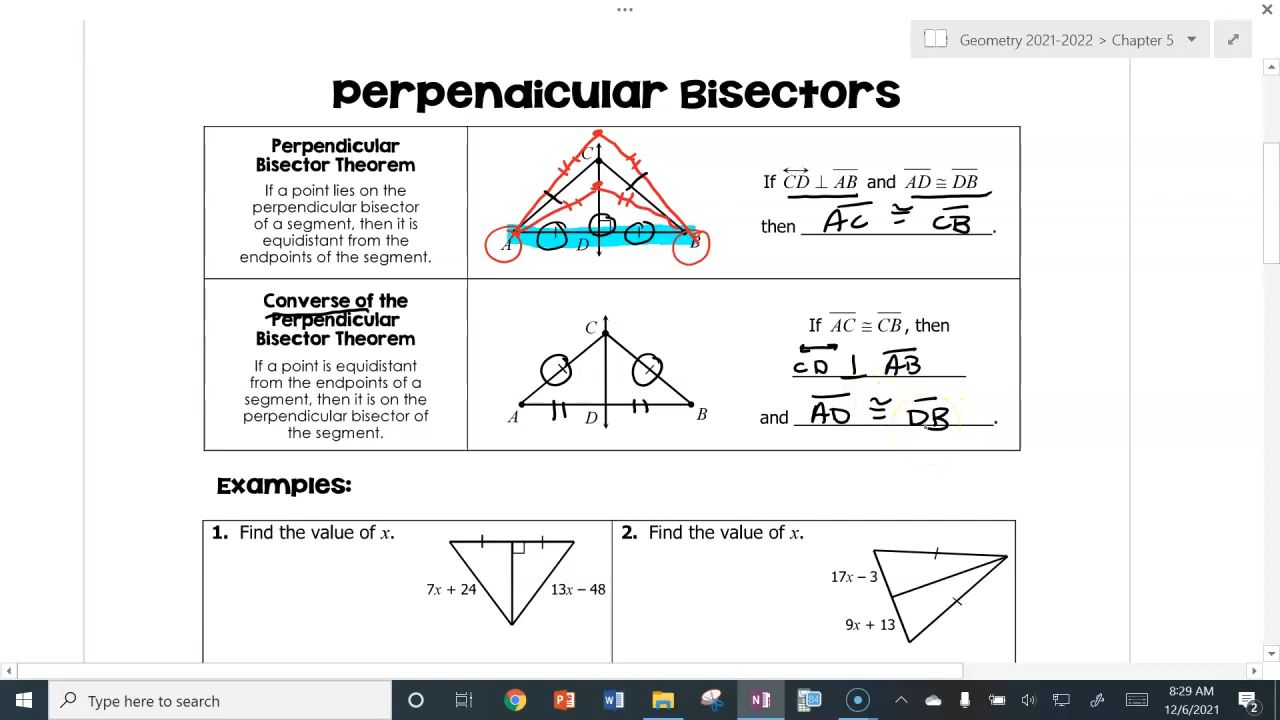 Geometry 2021-2022 > Chapter 5
Perpendicular Bisectors
Perpendicular
Bisector Theorem
If a point lies on the
perpendicular bisector
of a segment, then it is
equidistant from the
endpoints of the segment.
C
A
D
B
If CD ⊥ AB and AD ≅ DB
then AC ≅ CB.
Converse of the
Perpendicular
Bisector Theorem
If a point is equidistant
from the endpoints of a
segment, then it is on the
perpendicular bisector of
the segment.
C
A
D
B
If AC ≅ CB, then
CD ⊥ AB
and AD ≅ DB.
Examples:
1. Find the value of x.
7x + 24
13x – 48
2. Find the value of x.
17x – 3
9x + 13
Type here to search
8:29 AM
12/6/2021
2